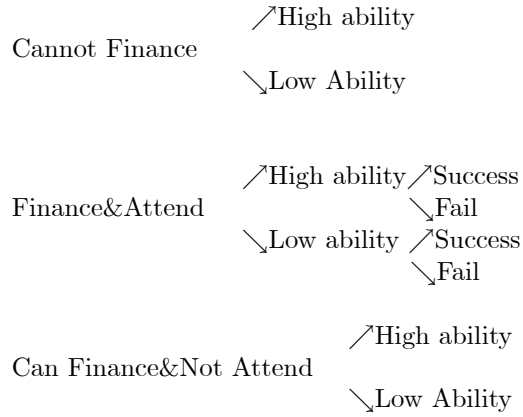 ↗High ability
Cannot Finance
↘Low Ability
↗High ability ↗Success
Finance&Attend
↘Fail
↘Low ability ↗Success
↘Fail
↗High ability
Can Finance&Not Attend
↘Low Ability